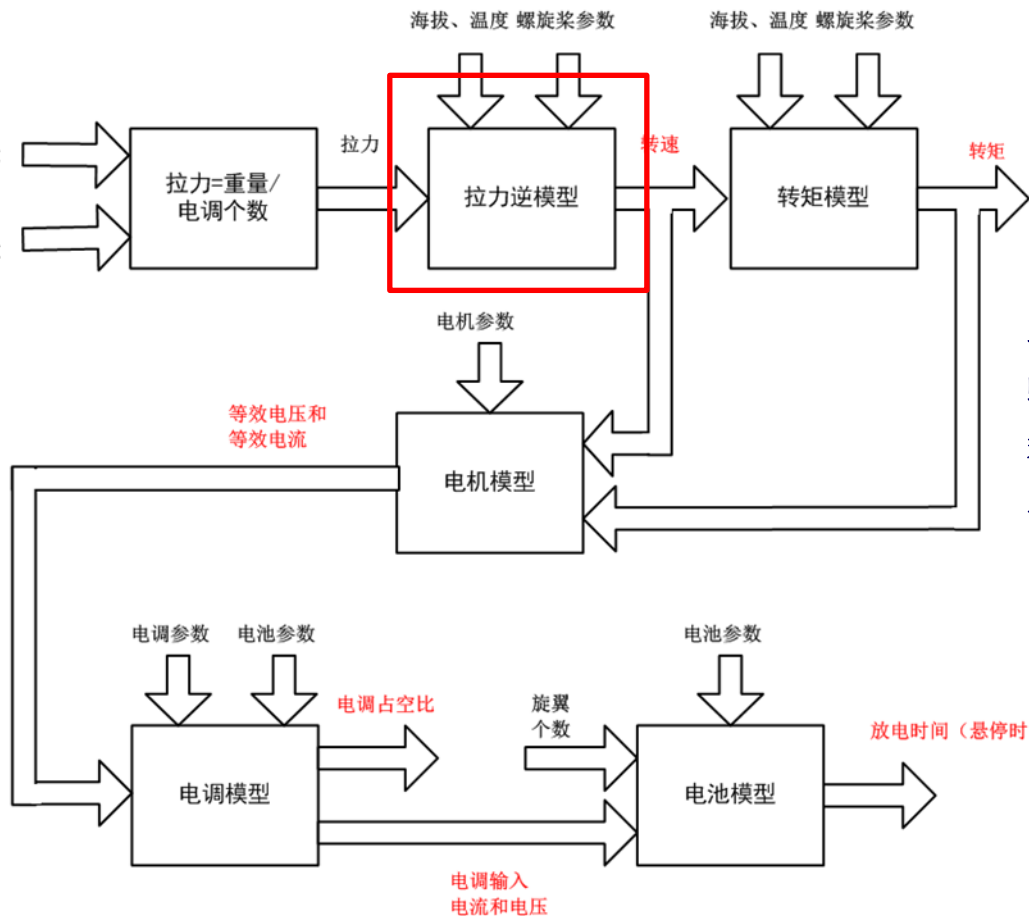 海拔、温度 螺旋桨参数
海拔、温度 螺旋桨参数
拉力
转速
转矩
拉力=重量/
电调个数
拉力逆模型
转矩模型
电机参数
等效电压和
等效电流
电机模型
电调参数
电池参数
电池参数
电调占空比
旋翼
个数
放电时间（悬停时
电调模型
电池模型
电调输入
电流和电压